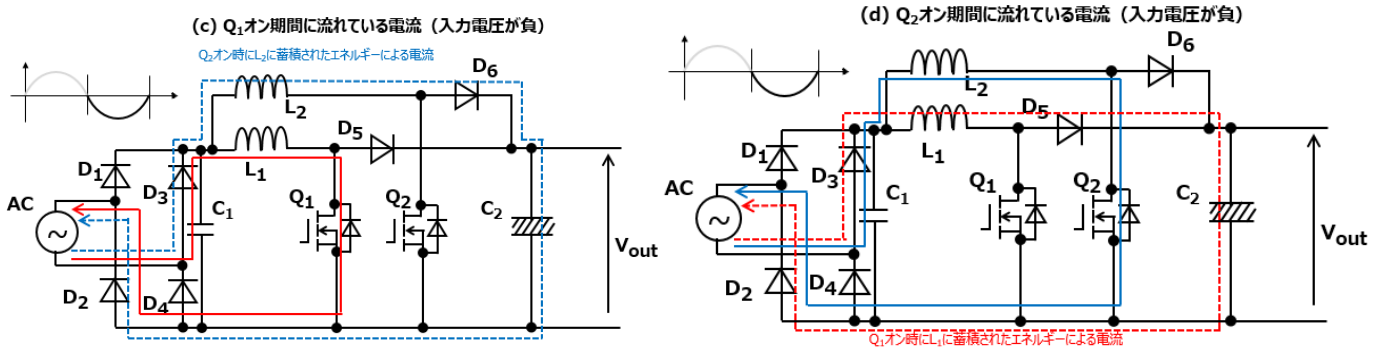 (c) Q₁オン期間に流れている電流（入力電圧が負）
Q₂オン時にL₂に蓄積されたエネルギーによる電流
D₆
L₂
D₅
L₁
D₁
D₃
AC
C₁
Q₁
Q₂
C₂
Vout
D₂
D₄
(d) Q₂オン期間に流れている電流（入力電圧が負）
D₆
L₂
D₅
L₁
D₁
D₃
AC
C₁
Q₁
Q₂
C₂
Vout
D₂
D₄
Q₁オン時にL₁に蓄積されたエネルギーによる電流